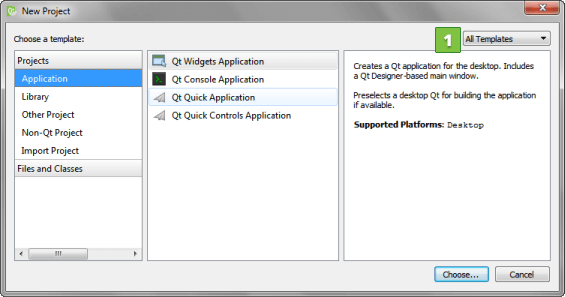 New Project
Choose a template:
1
All Templates
Projects
Application
Library
Other Project
Non-Qt Project
Import Project
Files and Classes
Qt Widgets Application
Qt Console Application
Qt Quick Application
Qt Quick Controls Application
Creates a Qt application for the desktop. Includes
a Qt Designer-based main window.
Preselects a desktop Qt for building the application
if available.
Supported Platforms: Desktop
Choose...
Cancel